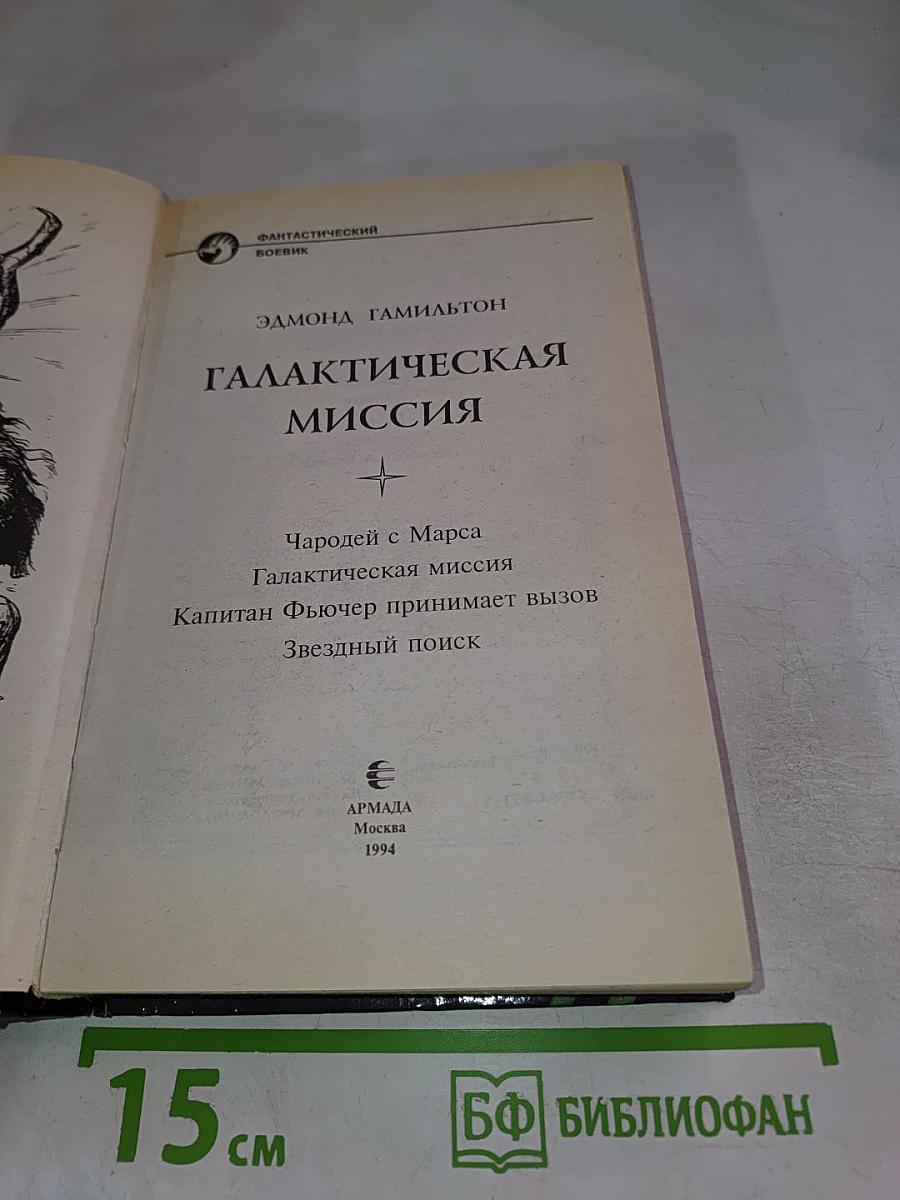 ФАНТАСТИЧЕСКИЙ
БОЕВИК
ЭДМОНД ГАМИЛЬТОН
ГАЛАКТИЧЕСКАЯ
МИССИЯ
Чародей с Марса
Галактическая миссия
Капитан Фьючер принимает вызов
Звездный поиск
АРМАДА
Москва
1994
15 см
БФ БИБЛИОФАН